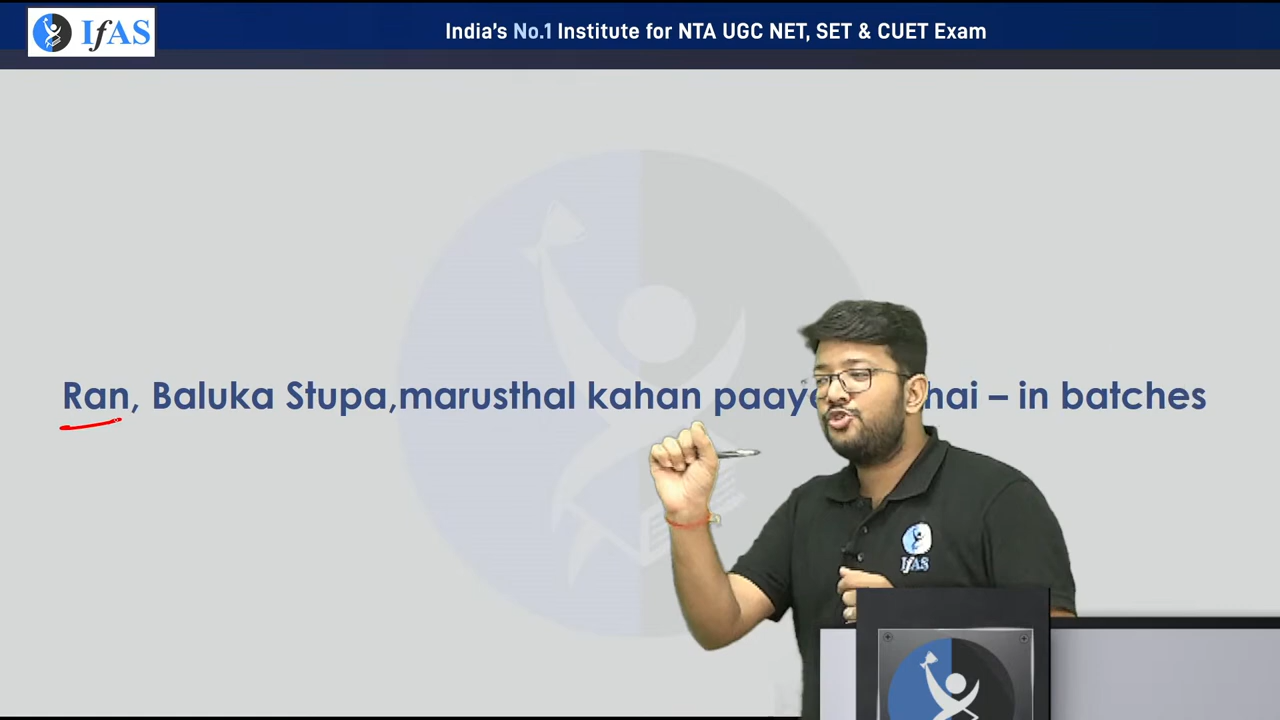 IfAS
India's No.1 Institute for NTA UGC NET, SET & CUET Exam
Ran, Baluka Stupa,marusthal kahan hai – in batches
IfAS